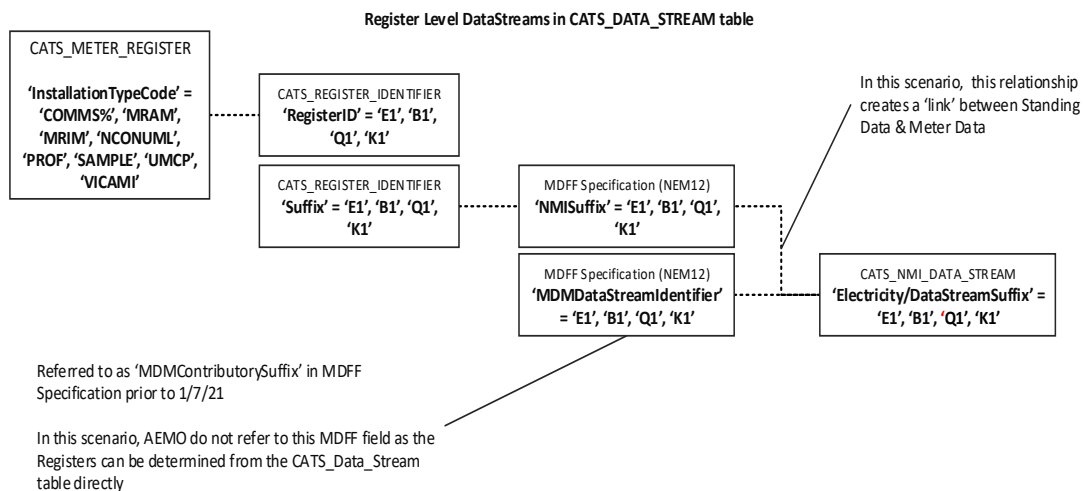 Register Level DataStreams in CATS_DATA_STREAM table
CATS_METER_REGISTER
‘InstallationTypeCode’ =
‘COMMS%’, ‘MRAM’,
‘MRIM’, ‘NCONUML’,
‘PROF’, ‘SAMPLE’, ‘UMCP’,
‘VICAMI’
CATS_REGISTER_IDENTIFIER
‘RegisterID’ = ‘E1’, ‘B1’,
‘Q1’, ‘K1’
In this scenario,  this relationship
creates a ‘link’ between Standing
Data & Meter Data
CATS_REGISTER_IDENTIFIER
‘Suffix’ = ‘E1’, ‘B1’, ‘Q1’,
‘K1’
MDFF Specification (NEM12)
‘NMISuffix’ = ‘E1’, ‘B1’, ‘Q1’,
‘K1’
MDFF Specification (NEM12)
‘MDMDataStreamIdentifier’
= ‘E1’, ‘B1’, ‘Q1’, ‘K1’
CATS_NMI_DATA_STREAM
‘Electricity/DataStreamSuffix’ =
‘E1’, ‘B1’, ‘Q1’, ‘K1’
Referred to as ‘MDMContributorySuffix’ in MDFF
Specification prior to 1/7/21
In this scenario, AEMO do not refer to this MDFF field as the
Registers can be determined from the CATS_Data_Stream
table directly